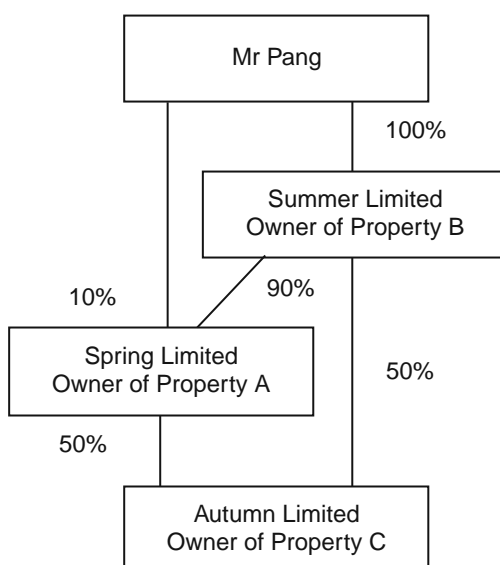 Mr Pang
100%
Summer Limited
Owner of Property B
10%
90%
Spring Limited
Owner of Property A
50%
50%
Autumn Limited
Owner of Property C